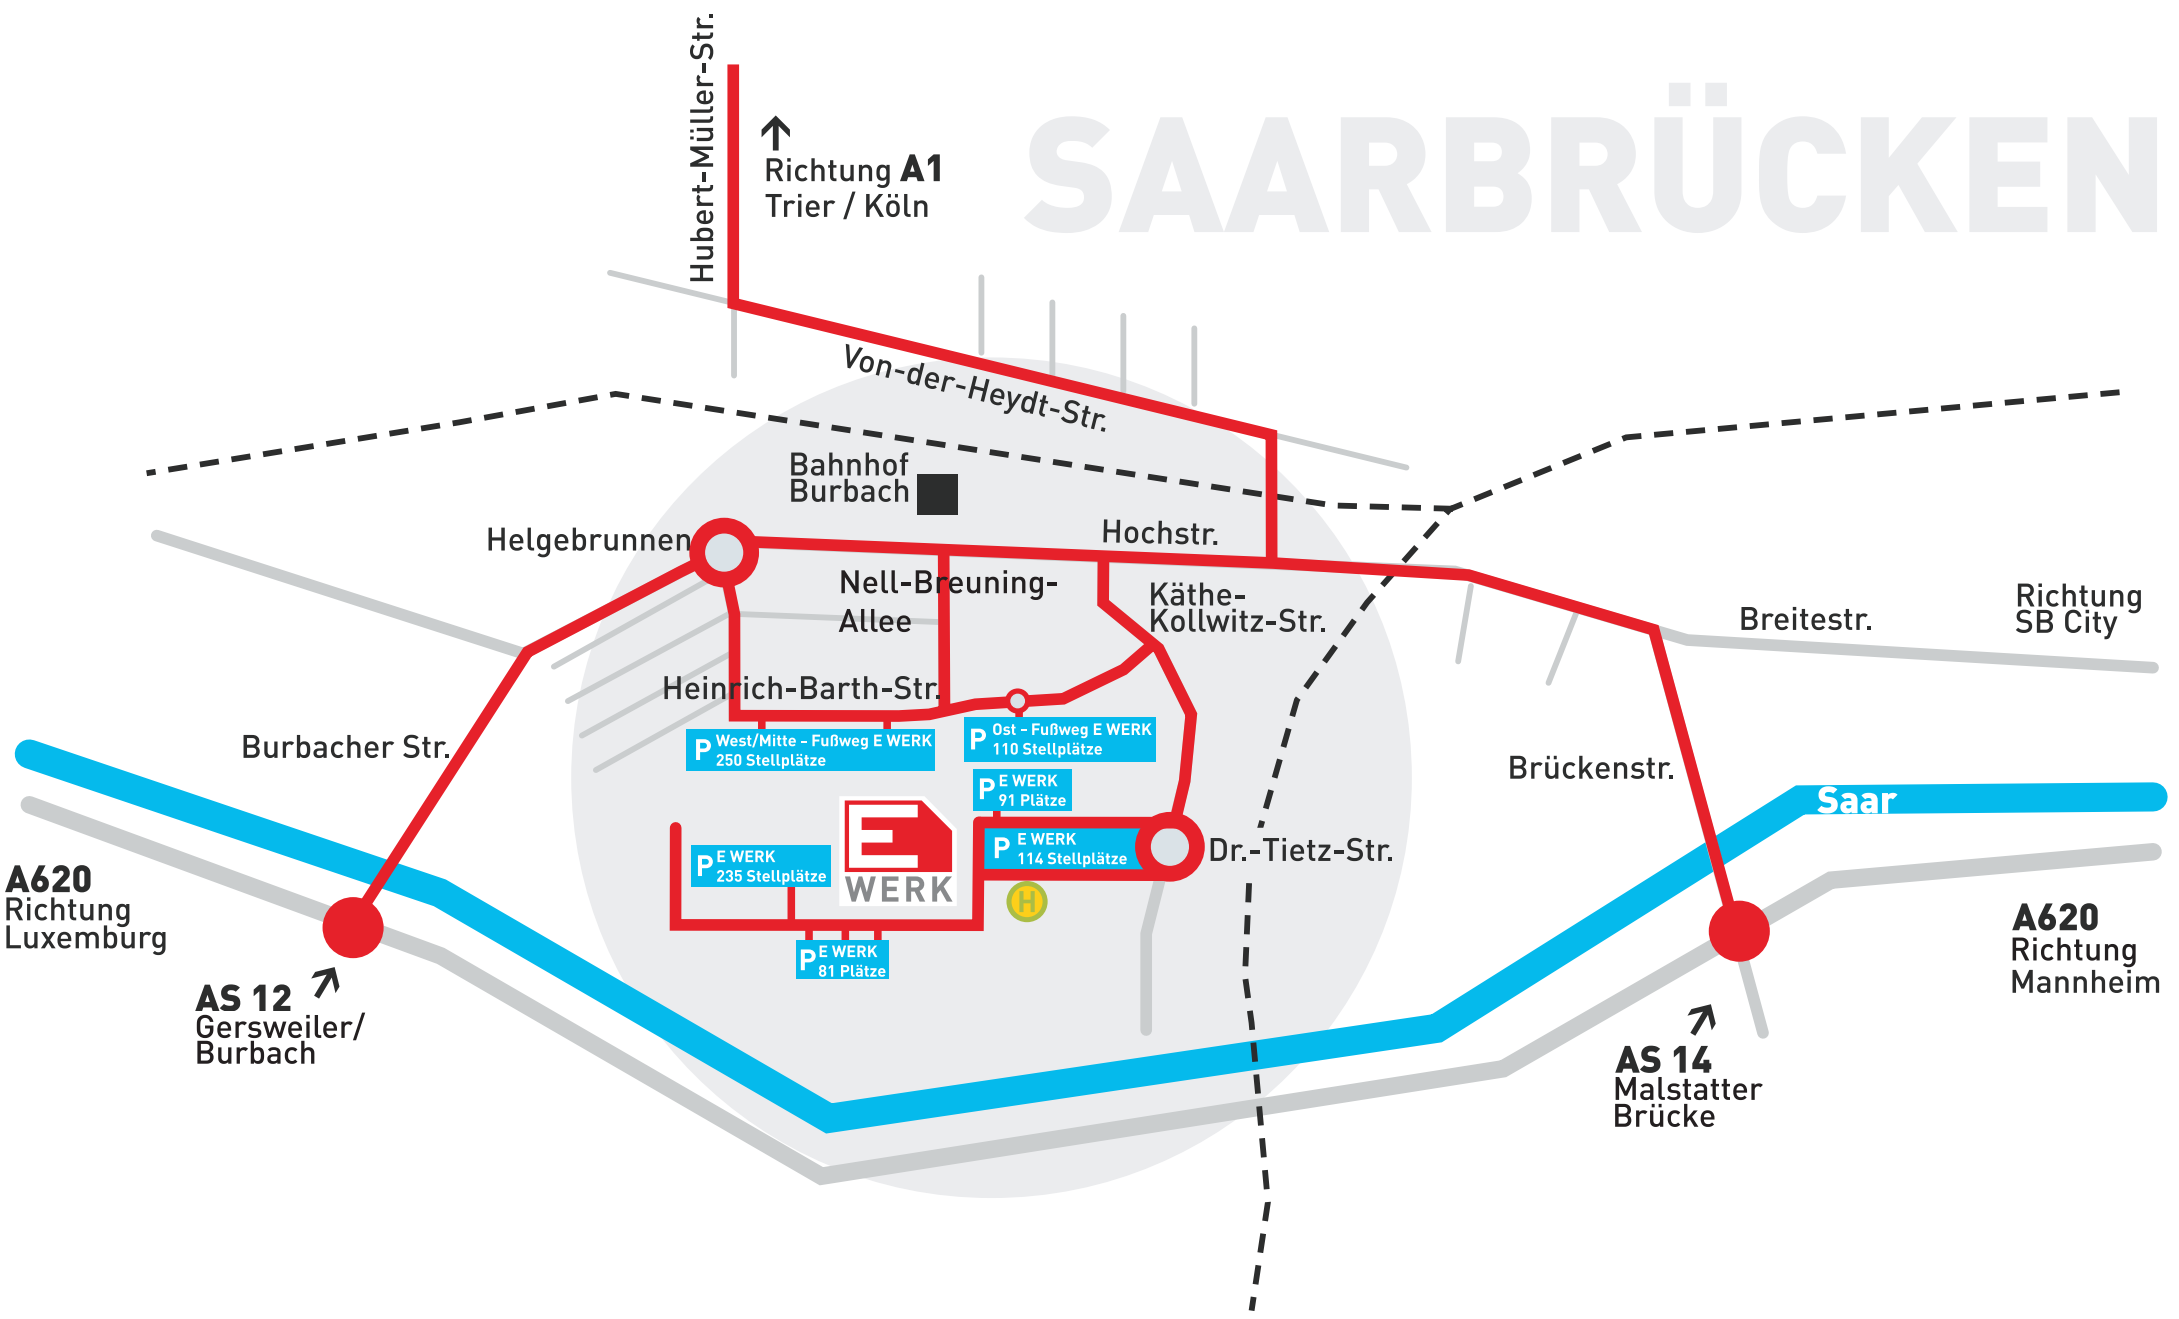 SAARBRÜCKEN
Hubert-Müller-Str.
Richtung A1
Trier / Köln
Von-der-Heydt-Str.
Bahnhof
Burbach
Helgebrunnen
Hochstr.
Nell-Breuning-
Allee
Käthe-
Kollwitz-Str.
Breitestr.
Richtung
SB City
Heinrich-Barth-Str.
Burbacher Str.
P West/Mitte - Fußweg E WERK
250 Stellplätze
P Ost - Fußweg E WERK
110 Stellplätze
Brückenstr.
Saar
P E WERK
91 Plätze
P E WERK
114 Stellplätze
Dr.-Tietz-Str.
P E WERK
235 Stellplätze
E
WERK
H
P E WERK
81 Plätze
A620
Richtung
Luxemburg
A620
Richtung
Mannheim
AS 12
Gersweiler/
Burbach
AS 14
Malstatter
Brücke